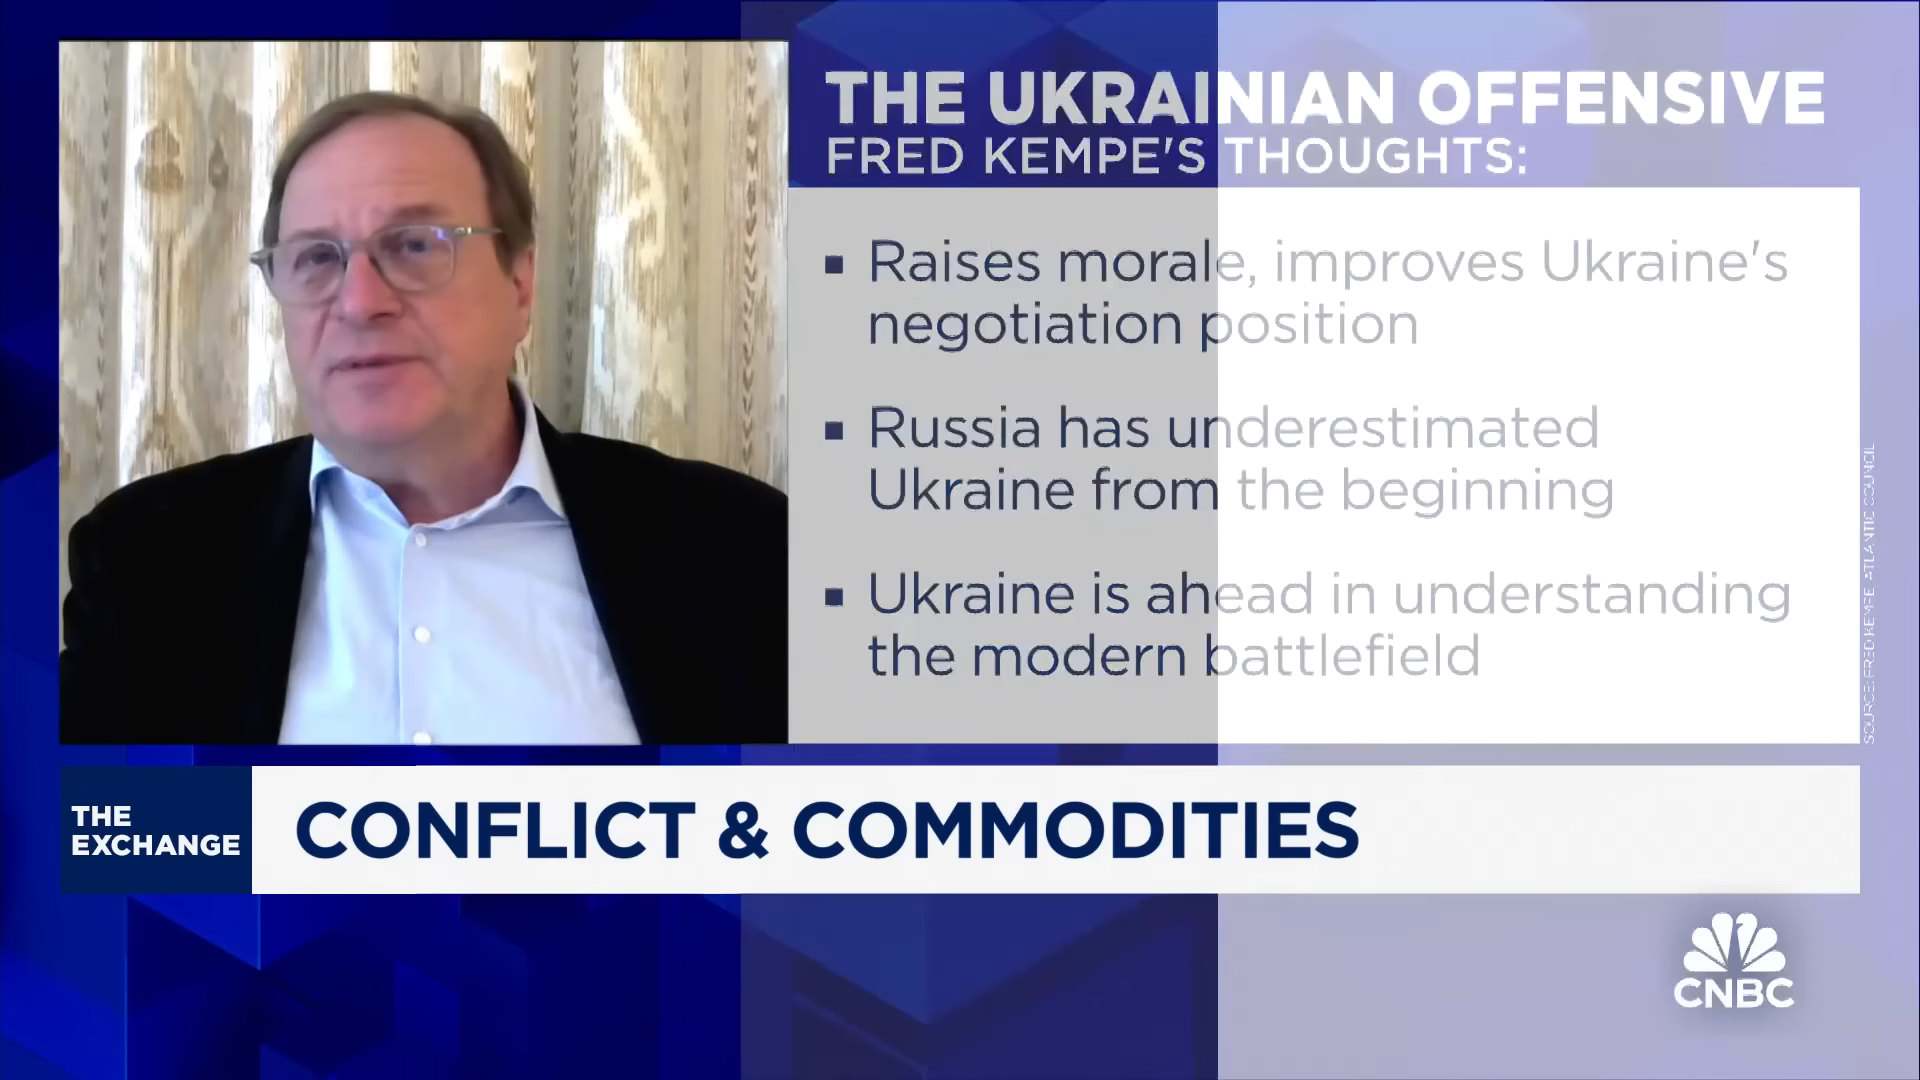 THE UKRAINIAN OFFENSIVE
FRED KEMPE'S THOUGHTS:
▪ Raises morale, improves Ukraine's
negotiation position
▪ Russia has underestimated
Ukraine from the beginning
▪ Ukraine is ahead in understanding
the modern battlefield
SOURCE: FRED KEMPE, ATLANTIC COUNCIL
THE
EXCHANGE
CONFLICT & COMMODITIES
CNBC